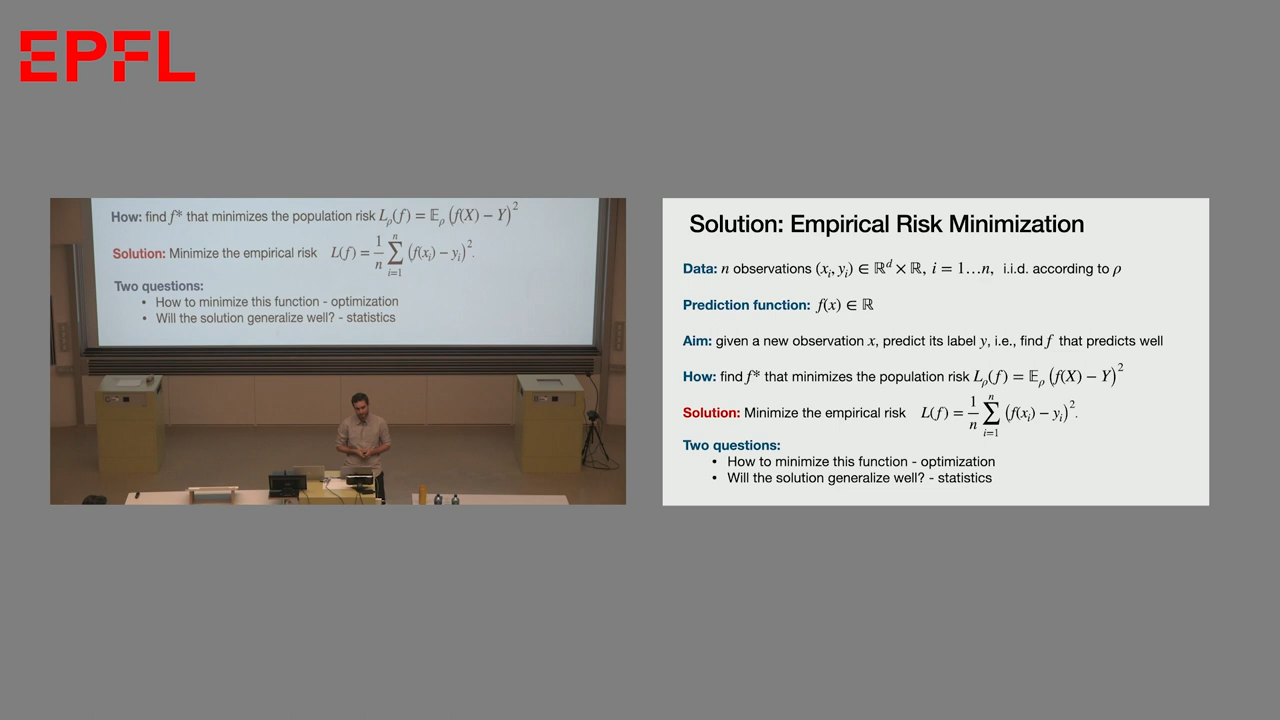 EPFL
How: find f* that minimizes the population risk L_ρ(f) = 𝔼_ρ (f(X) − Y)²
Solution: Minimize the empirical risk L(f) = 1/n ∑_{i=1}^{n} (f(x_i) − y_i)².
Two questions:
• How to minimize this function - optimization
• Will the solution generalize well? - statistics
Solution: Empirical Risk Minimization
Data: n observations (x_i, y_i) ∈ ℝ^d × ℝ, i = 1…n, i.i.d. according to ρ
Prediction function: f(x) ∈ ℝ
Aim: given a new observation x, predict its label y, i.e., find f that predicts well
How: find f* that minimizes the population risk L_ρ(f) = 𝔼_ρ (f(X) − Y)²
Solution: Minimize the empirical risk L(f) = 1/n ∑_{i=1}^{n} (f(x_i) − y_i)².
Two questions:
• How to minimize this function - optimization
• Will the solution generalize well? - statistics